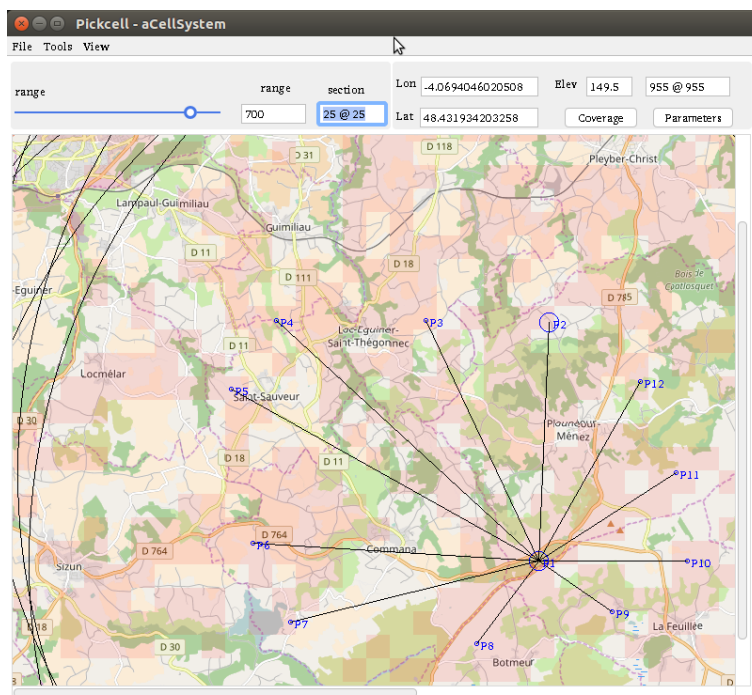 Pickcell - aCellSystem
File Tools View
range
range
section
700
25 @ 25
Lon
-4.0694046020508
Elev
149.5
955 @ 955
Lat
48.431934203258
Coverage
Parameters
D 31
D 118
Pleyber-Christ
Lampaul-Guimiliau
Guimiliau
D 11
D 18
D 111
-Eguiner
Bois de
Coatlosquet
D 785
P4
P3
P2
Loc-Eguiner-
Saint-Thégonnec
D 11
Locmélar
P5
Saint-Sauveur
P12
D 30
Plounéour-
Ménez
D 18
D 11
P11
D 764
D 764
P6
Commana
P1
P10
Sizun
P7
P9
D 18
La Feuillée
D 30
P8
Botmeur